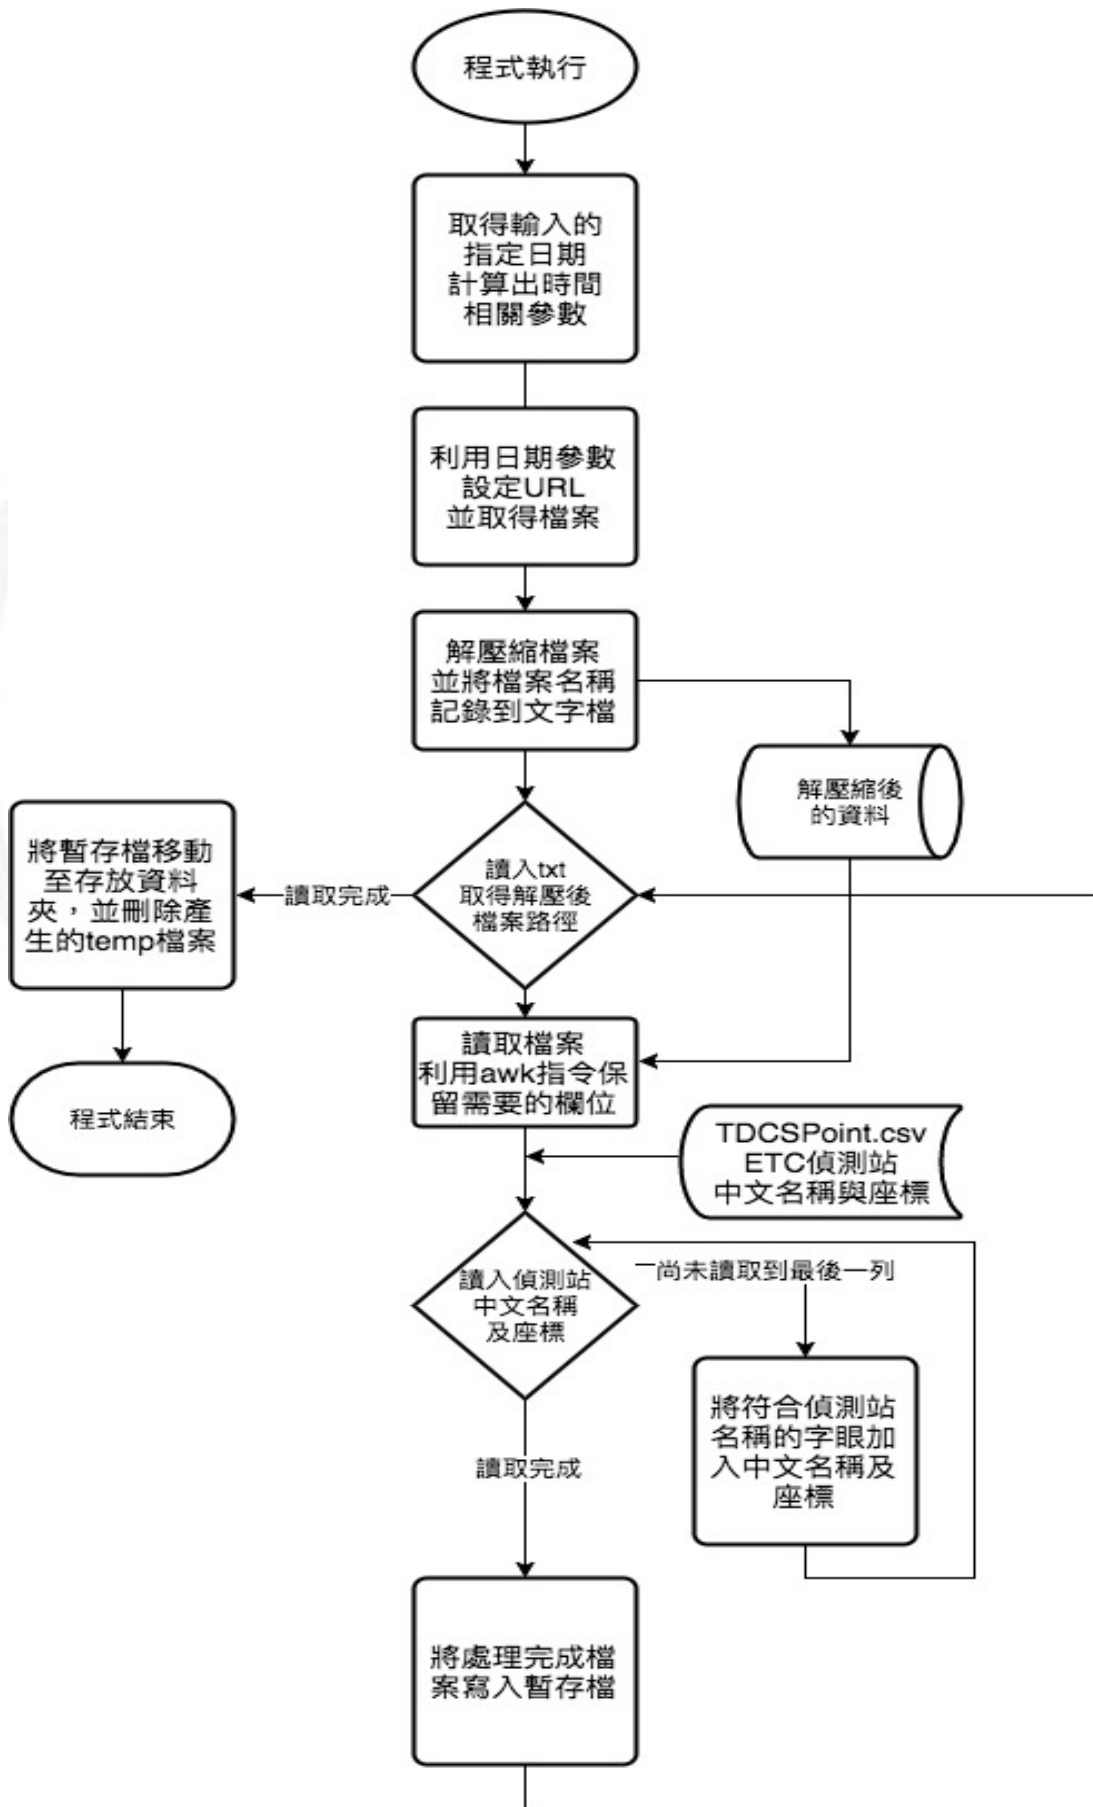 程式執行
取得輸入的
指定日期
計算出時間
相關參數
利用日期參數
設定URL
並取得檔案
解壓縮檔案
並將檔案名稱
記錄到文字檔
解壓縮後
的資料
將暫存檔移動
至存放資料
夾，並刪除產
生的temp檔案
讀取完成
讀入txt
取得解壓後
檔案路徑
讀取檔案
利用awk指令保
留需要的欄位
程式結束
TDCSPoint.csv
ETC偵測站
中文名稱與座標
讀入偵測站
中文名稱
及座標
尚未讀取到最後一列
將符合偵測站
名稱的字眼加
入中文名稱及
座標
讀取完成
將處理完成檔
案寫入暫存檔